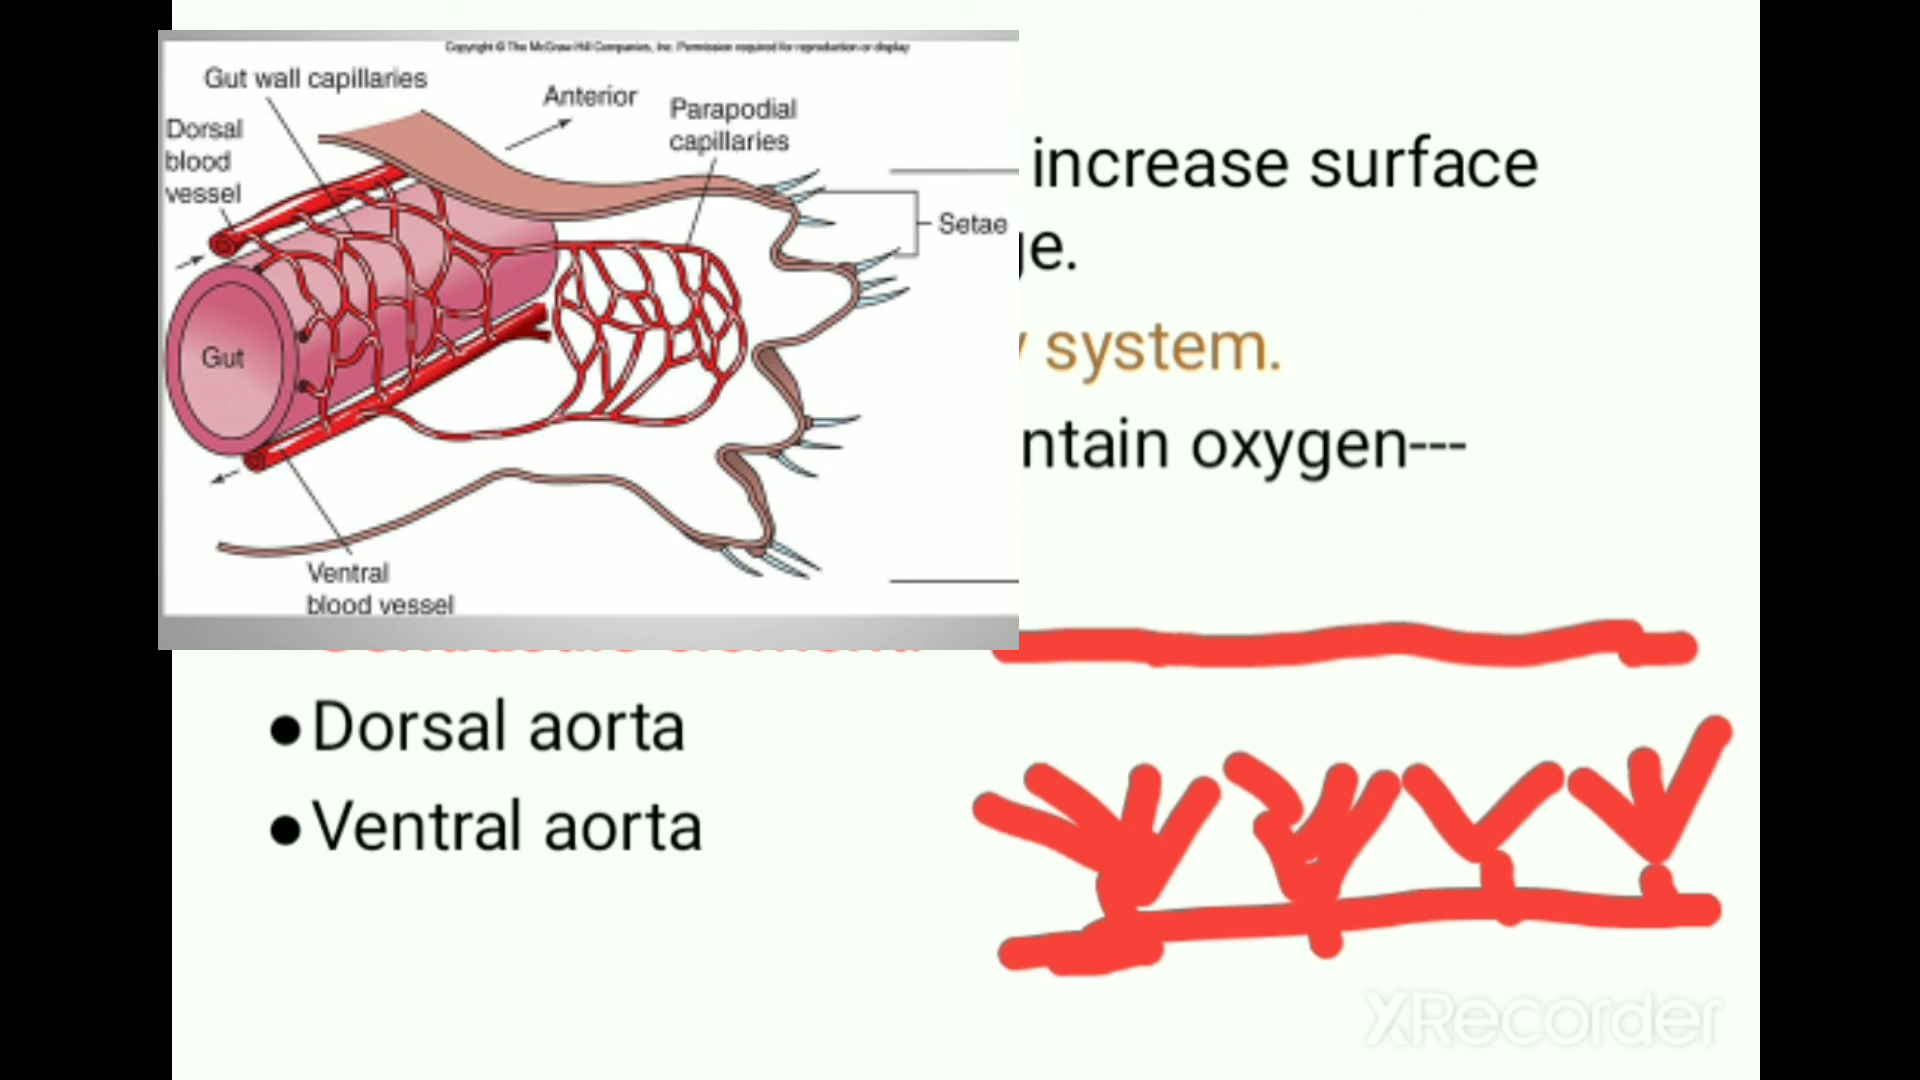 Copyright © The McGraw-Hill Companies, Inc. Permission required for reproduction or display
Gut wall capillaries
Anterior
Parapodial
capillaries
Dorsal
blood
vessel
Setae
Gut
Ventral
blood vessel
increase surface
ge.
system.
ntain oxygen---
●Dorsal aorta
●Ventral aorta
XRecorder